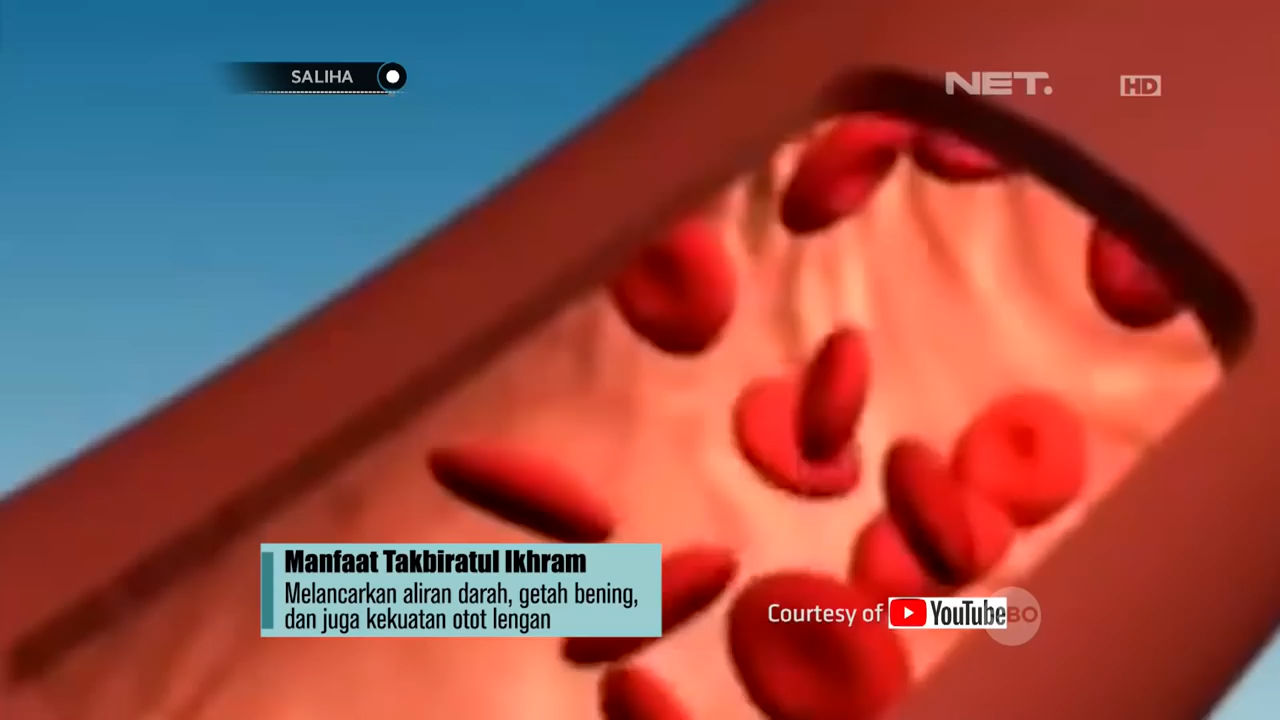 SALIHA
NET.
HD
Manfaat Takbiratul Ikhram
Melancarkan aliran darah, getah bening,
dan juga kekuatan otot lengan
Courtesy of YouTube
BO